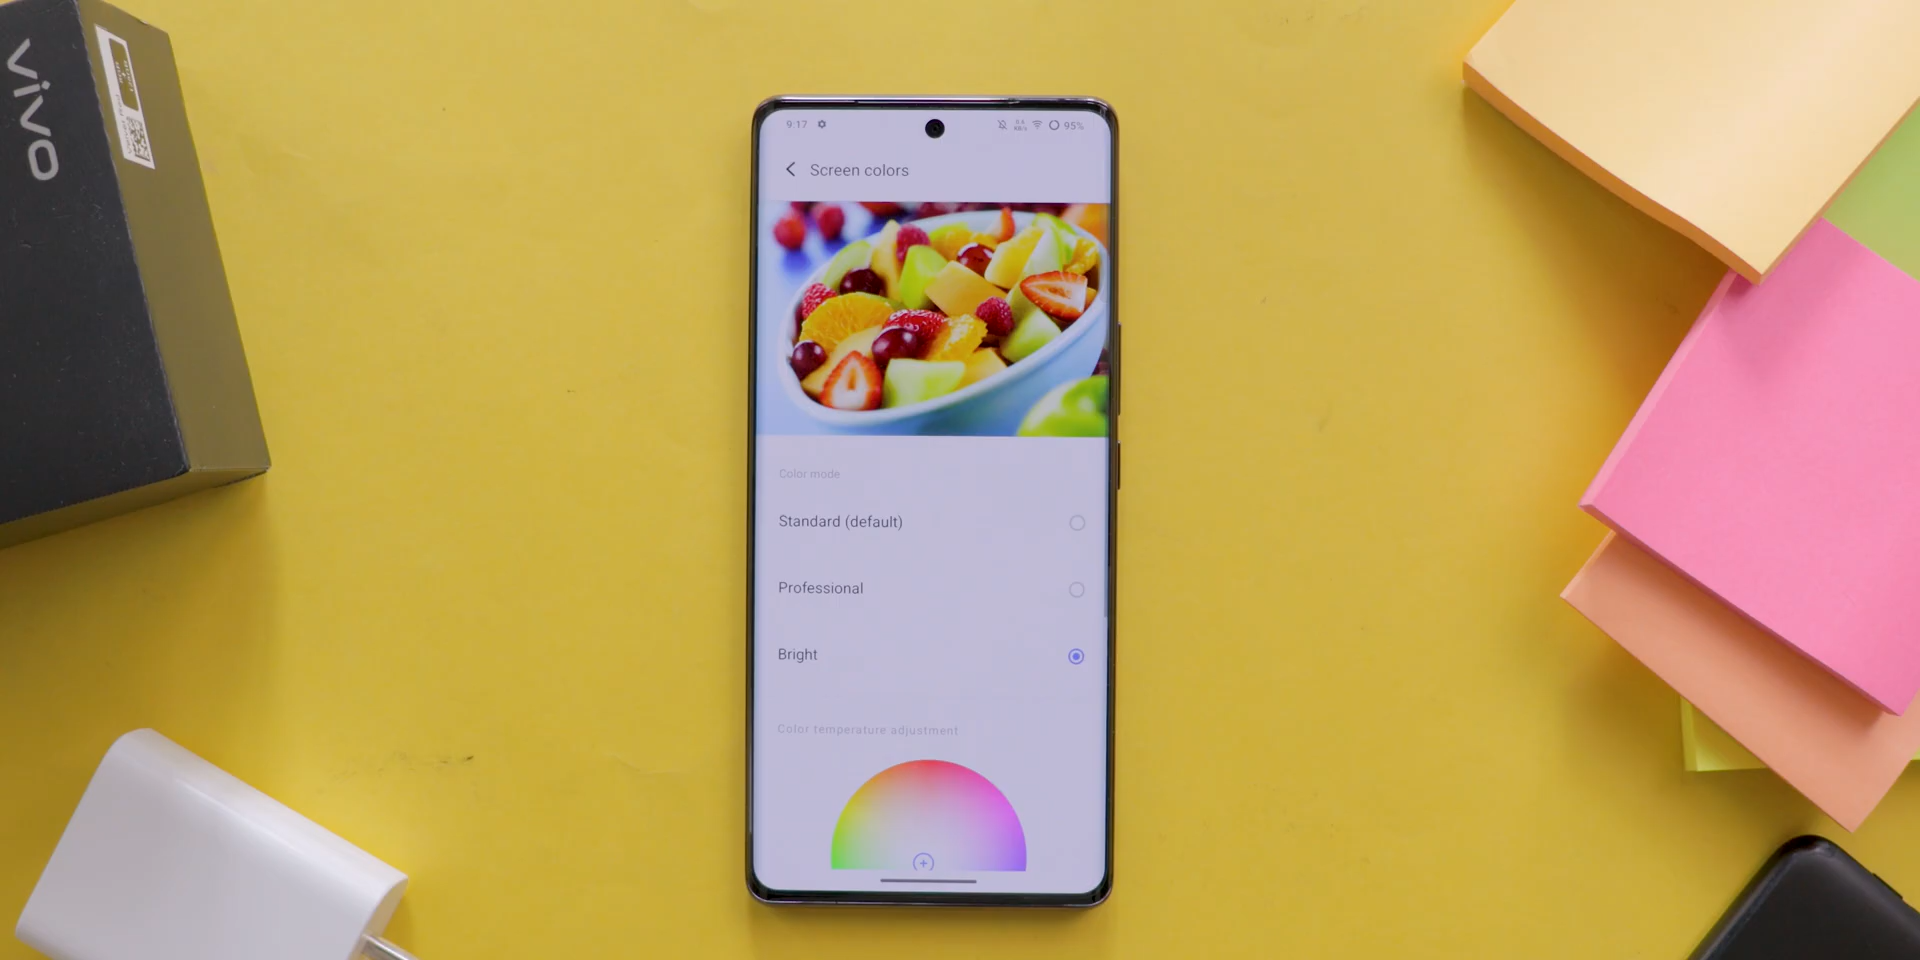 vivo
9:17
95%
Screen colors
Color mode
Standard (default)
Professional
Bright
Color temperature adjustment